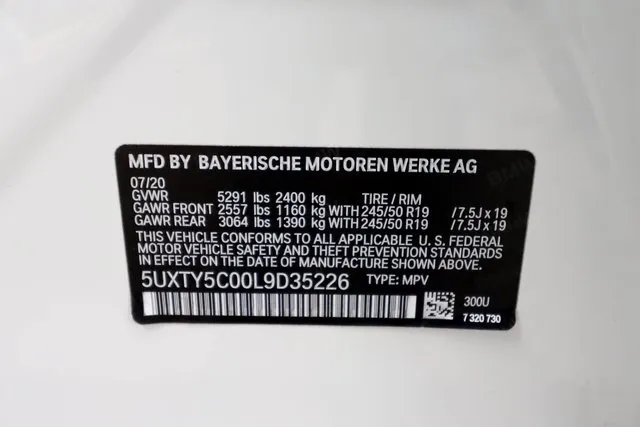 MFD BY BAYERISCHE MOTOREN WERKE AG
07/20
GVWR 5291 lbs 2400 kg TIRE / RIM
GAWR FRONT 2557 lbs 1160 kg WITH 245/50 R19 /7.5J x 19
GAWR REAR 3064 lbs 1390 kg WITH 245/50 R19 /7.5J x 19
THIS VEHICLE CONFORMS TO ALL APPLICABLE U. S. FEDERAL
MOTOR VEHICLE SAFETY AND THEFT PREVENTION STANDARDS
IN EFFECT ON THE DATE OF MANUFACTURE SHOWN ABOVE.
5UXTY5C00L9D35226 TYPE: MPV
300U
7 320 730